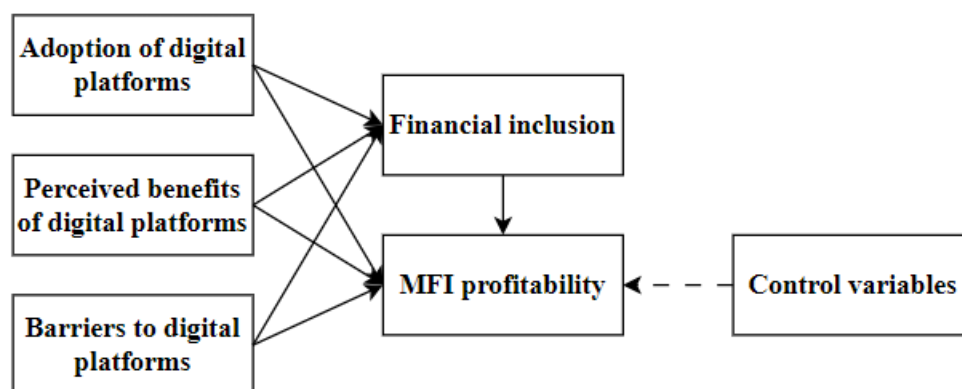 Adoption of digital
platforms
Financial inclusion
Perceived benefits
of digital platforms
MFI profitability
Control variables
Barriers to digital
platforms